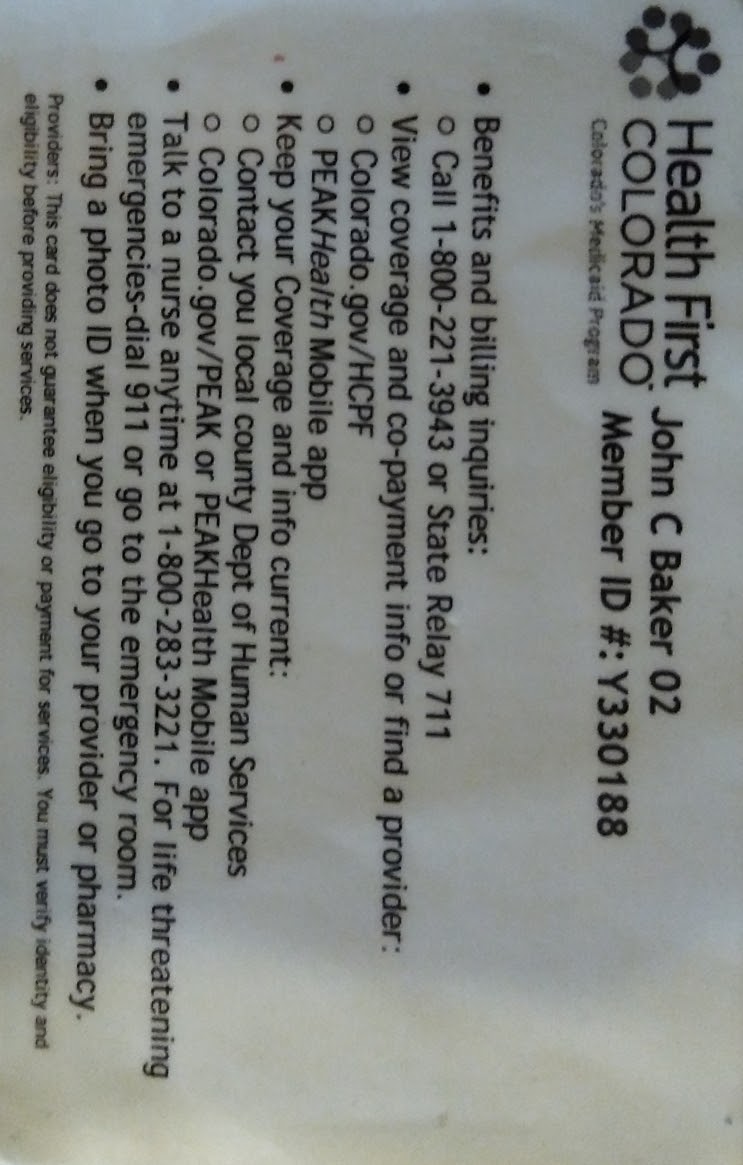 Health First
COLORADO™
Colorado's Medicaid Program
John C Baker 02
Member ID #: Y330188
• Benefits and billing inquiries:
o Call 1-800-221-3943 or State Relay 711
• View coverage and co-payment info or find a provider:
o Colorado.gov/HCPF
o PEAKHealth Mobile app
• Keep your Coverage and info current:
o Contact you local county Dept of Human Services
o Colorado.gov/PEAK or PEAKHealth Mobile app
• Talk to a nurse anytime at 1-800-283-3221. For life threatening
emergencies-dial 911 or go to the emergency room.
• Bring a photo ID when you go to your provider or pharmacy.
Providers: This card does not guarantee eligibility or payment for services. You must verify identity and
eligibility before providing services.